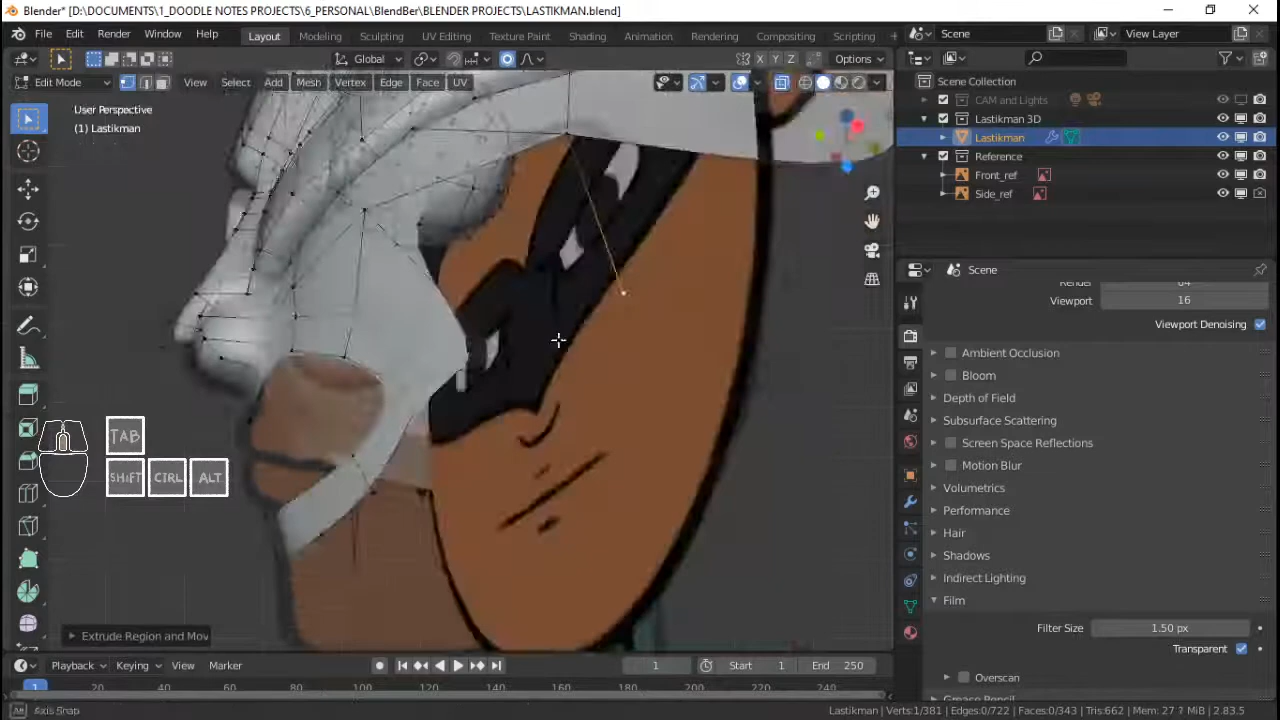 Blender* [D:\DOCUMENTS\1_DOODLE NOTES PROJECTS\6_PERSONAL\BlendBer\BLENDER PROJECTS\LASTIKMAN.blend]
File Edit Render Window Help Layout Modeling Sculpting UV Editing Texture Paint Shading Animation Rendering Compositing Scripting + Scene View Layer
Global X Y Z Options
Edit Mode View Select Add Mesh Vertex Edge Face UV
Scene Collection
User Perspective
(1) Lastikman
CAM and Lights
Lastikman 3D
Lastikman
Reference
Front_ref
Side_ref
Scene
Render 64
Viewport 16
Viewport Denoising
Ambient Occlusion
Bloom
Depth of Field
Subsurface Scattering
Screen Space Reflections
Motion Blur
Volumetrics
Performance
Hair
Shadows
Indirect Lighting
Film
Filter Size 1.50 px
Transparent
Overscan
Grease Pencil
TAB
SHIFT CTRL ALT
Extrude Region and Mov
Playback Keying View Marker 1 Start 1 End 250
1 20 40 60 80 100 120 140 160 180 200 220 240
Axis Snap
Lastikman | Verts:1/381 | Edges:0/722 | Faces:0/343 | Tris:662 | Mem: 27.? MiB | 2.83.5